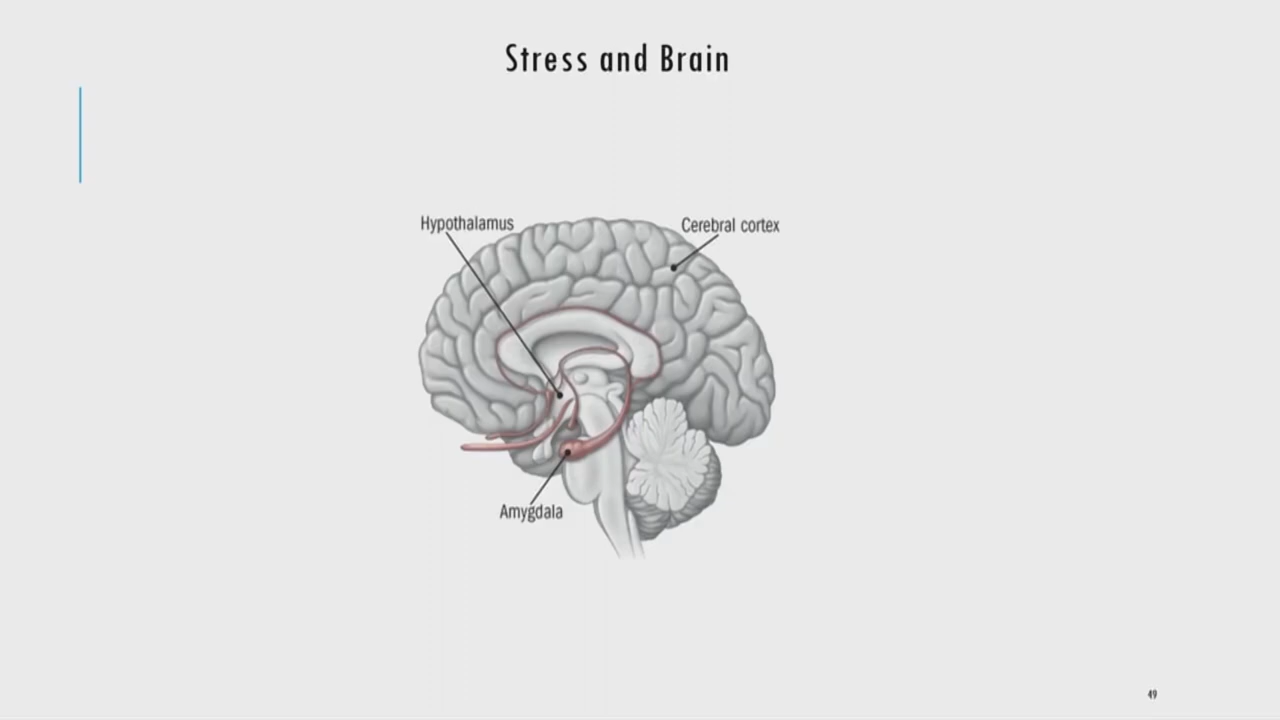 Stress and Brain
Hypothalamus
Cerebral cortex
Amygdala
49